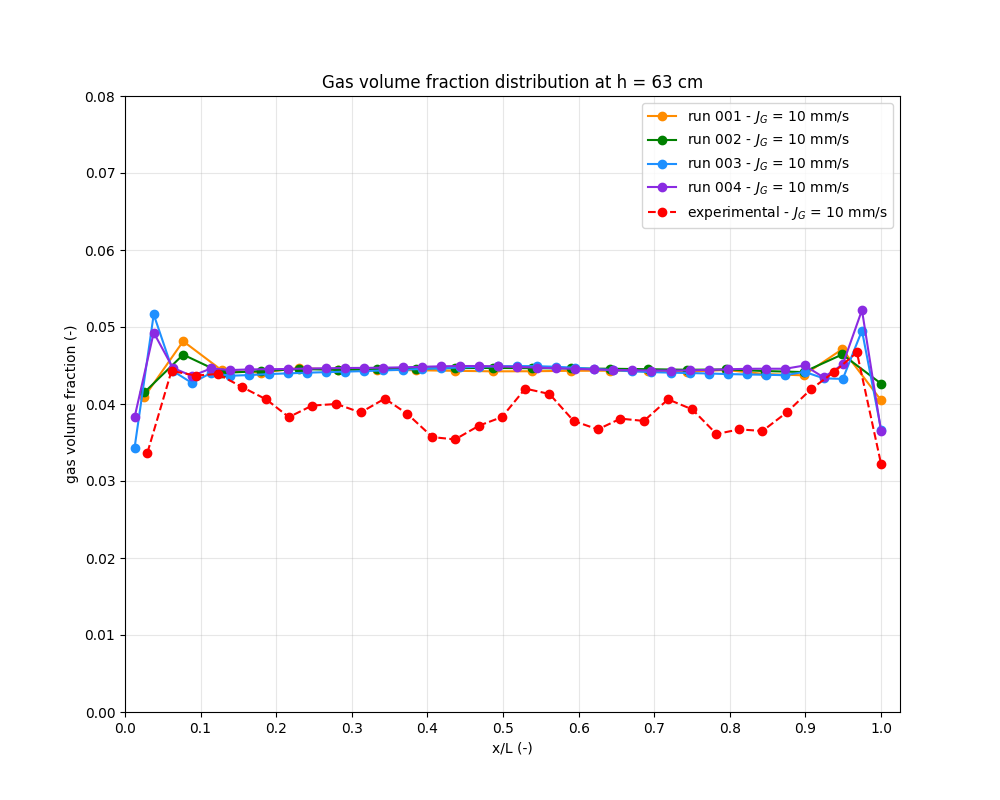 Gas volume fraction distribution at h = 63 cm
0.08
0.07
0.06
0.05
0.04
0.03
0.02
0.01
0.00
gas volume fraction (-)
run 001 - J_G = 10 mm/s
run 002 - J_G = 10 mm/s
run 003 - J_G = 10 mm/s
run 004 - J_G = 10 mm/s
experimental - J_G = 10 mm/s
0.0 0.1 0.2 0.3 0.4 0.5 0.6 0.7 0.8 0.9 1.0
x/L (-)